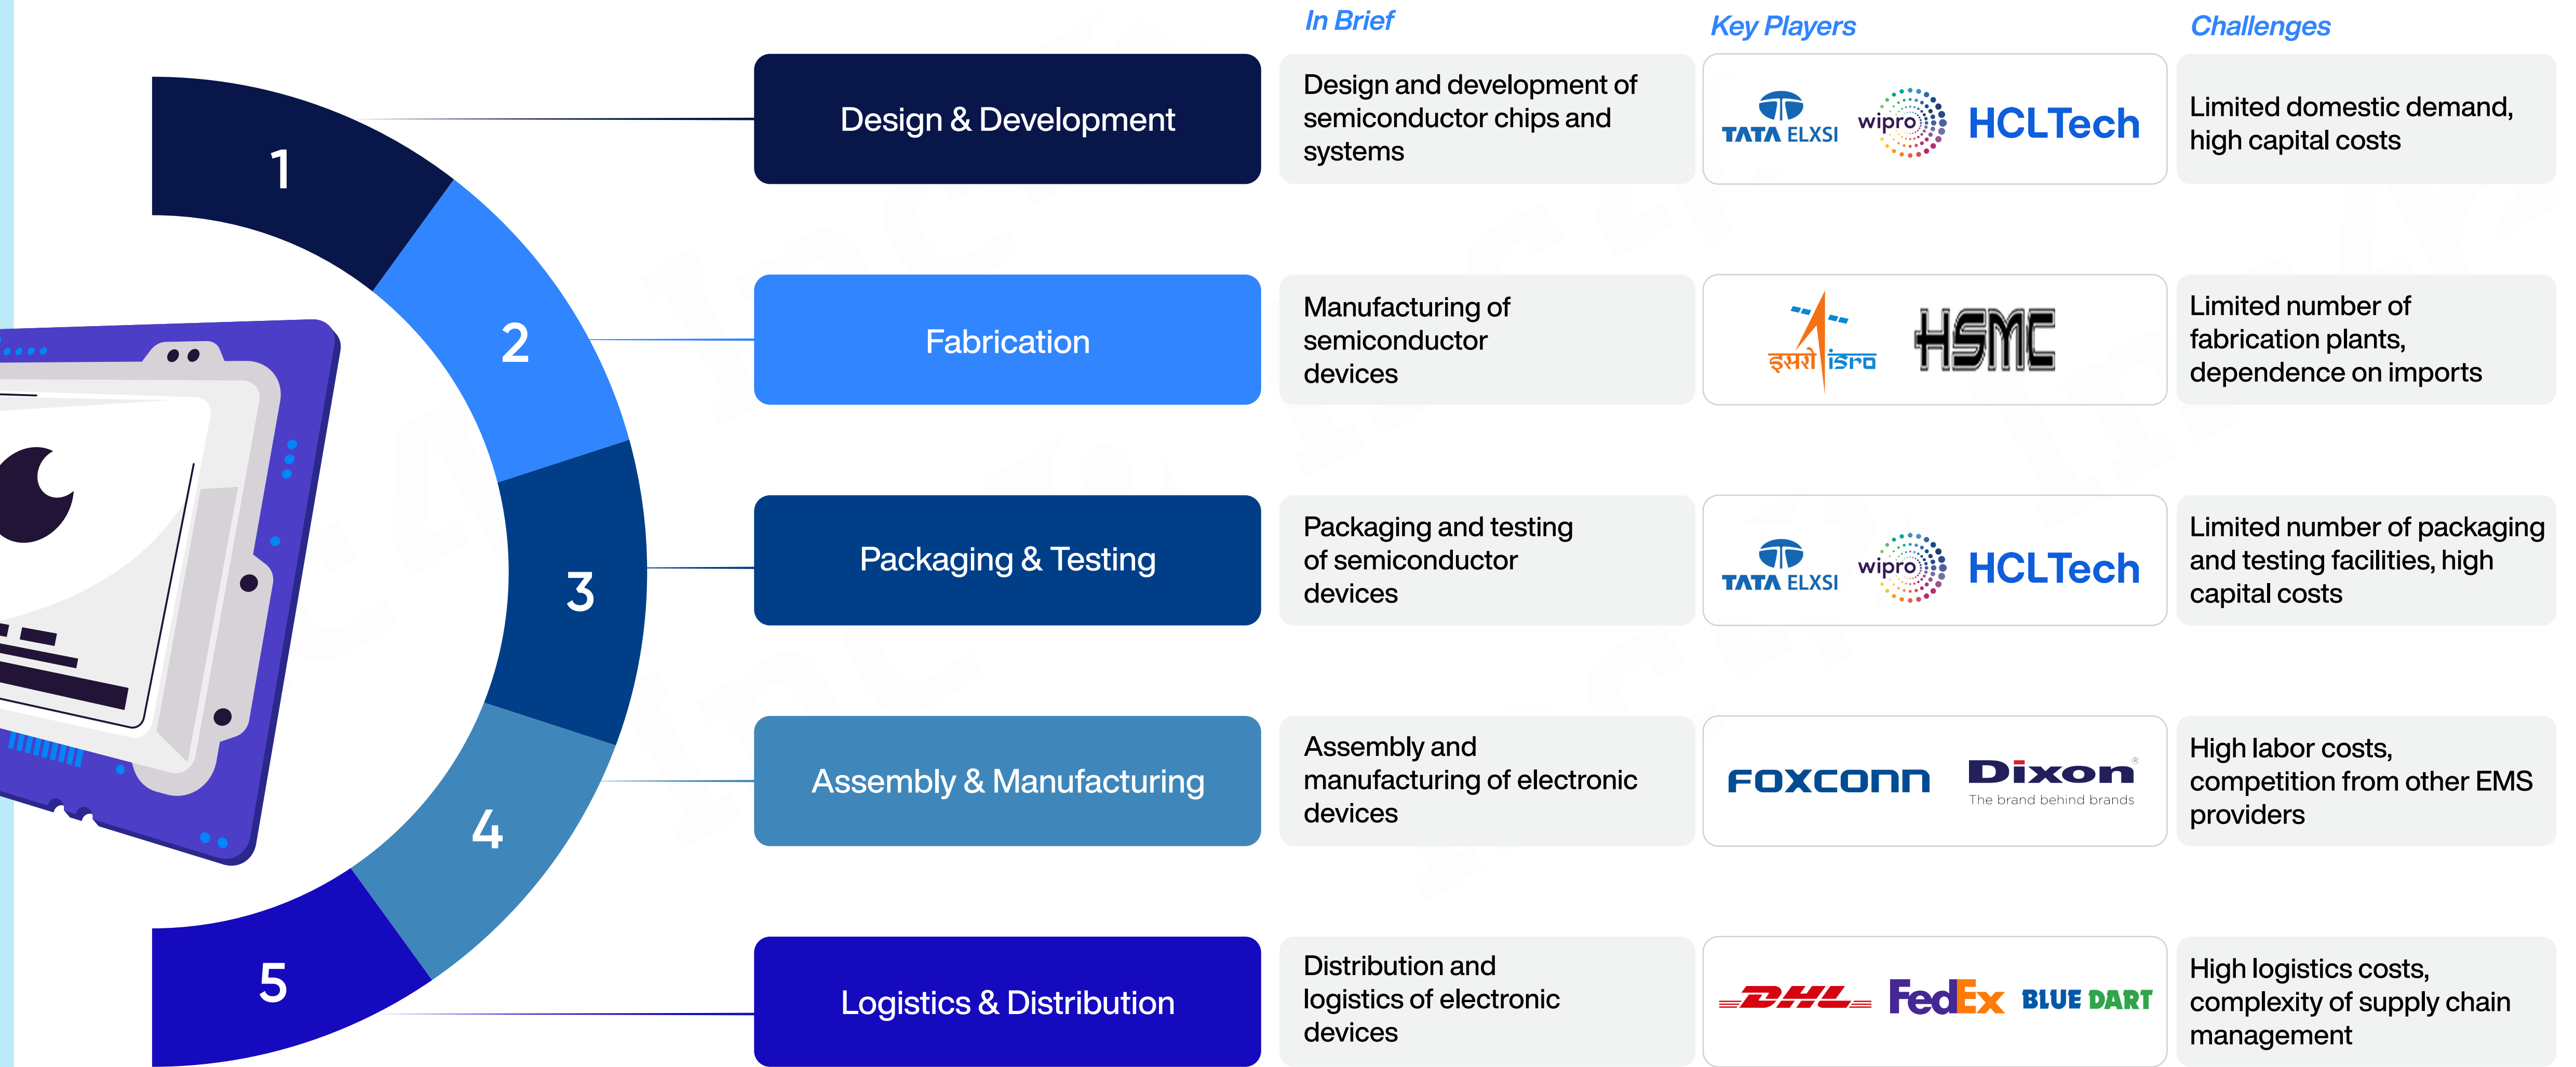 In Brief
Key Players
Challenges
1
Design & Development
Design and development of
semiconductor chips and
systems
TATA ELXSI
wipro
HCLTech
Limited domestic demand,
high capital costs
2
Fabrication
Manufacturing of
semiconductor
devices
इसरो isro
HSMC
Limited number of
fabrication plants,
dependence on imports
3
Packaging & Testing
Packaging and testing
of semiconductor
devices
TATA ELXSI
wipro
HCLTech
Limited number of packaging
and testing facilities, high
capital costs
4
Assembly & Manufacturing
Assembly and
manufacturing of electronic
devices
FOXCONN
Dixon®
The brand behind brands
High labor costs,
competition from other EMS
providers
5
Logistics & Distribution
Distribution and
logistics of electronic
devices
DHL
FedEx
BLUE DART
High logistics costs,
complexity of supply chain
management